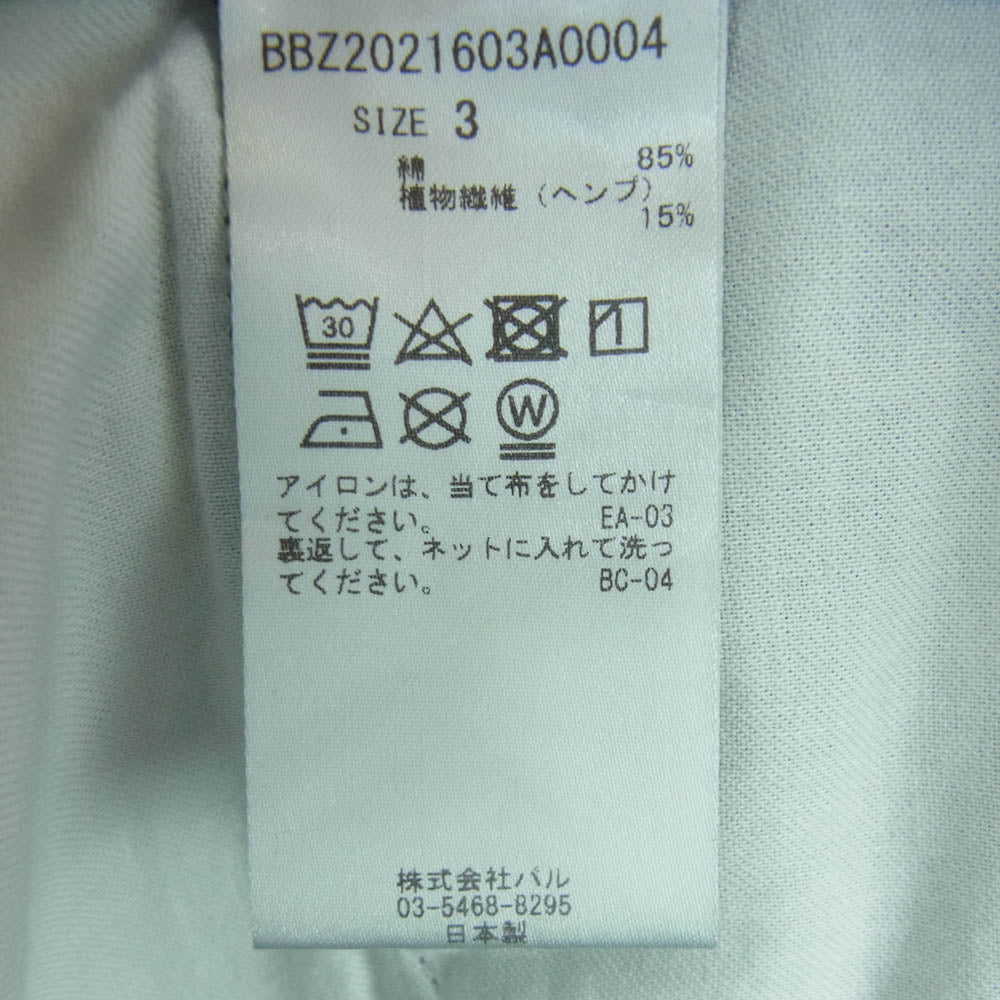 BBZ2021603A0004
SIZE 3
綿 85%
植物繊維(ヘンプ)
15%
30
W
アイロンは、当て布をしてかけ
てください。 EA-03
裏返して、ネットに入れて洗っ
てください。 BC-04
株式会社パル
03-5468-8295
日本製